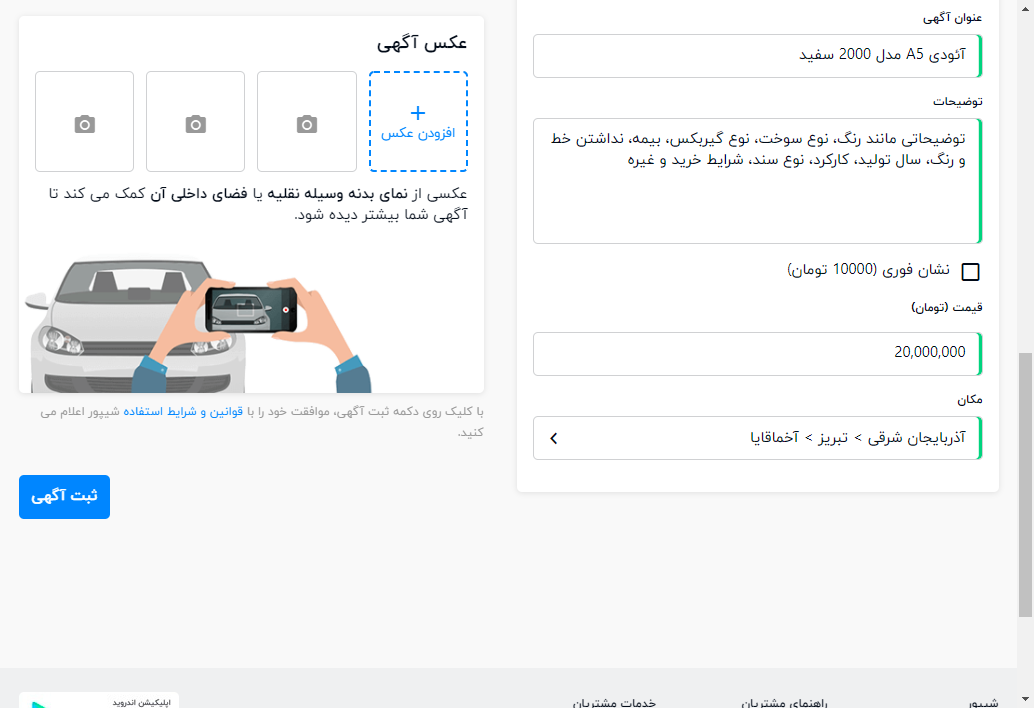 عنوان آگهی
آئودی A5 مدل 2000 سفید
توضیحات
توضیحاتی مانند رنگ، نوع سوخت، نوع گیربکس، بیمه، نداشتن خط
و رنگ، سال تولید، کارکرد، نوع سند، شرایط خرید و غیره
نشان فوری (10000 تومان)
قیمت (تومان)
20,000,000
مکان
آذربایجان شرقی > تبریز > آخماقایا
عکس آگهی
افزودن عکس
عکسی از نمای بدنه وسیله نقلیه یا فضای داخلی آن کمک می کند تا
آگهی شما بیشتر دیده شود.
با کلیک روی دکمه ثبت آگهی، موافقت خود را با قوانین و شرایط استفاده شیپور اعلام می
کنید.
ثبت آگهی
شیپور
راهنمای مشتریان
خدمات مشتریان
اپلیکیشن اندروید